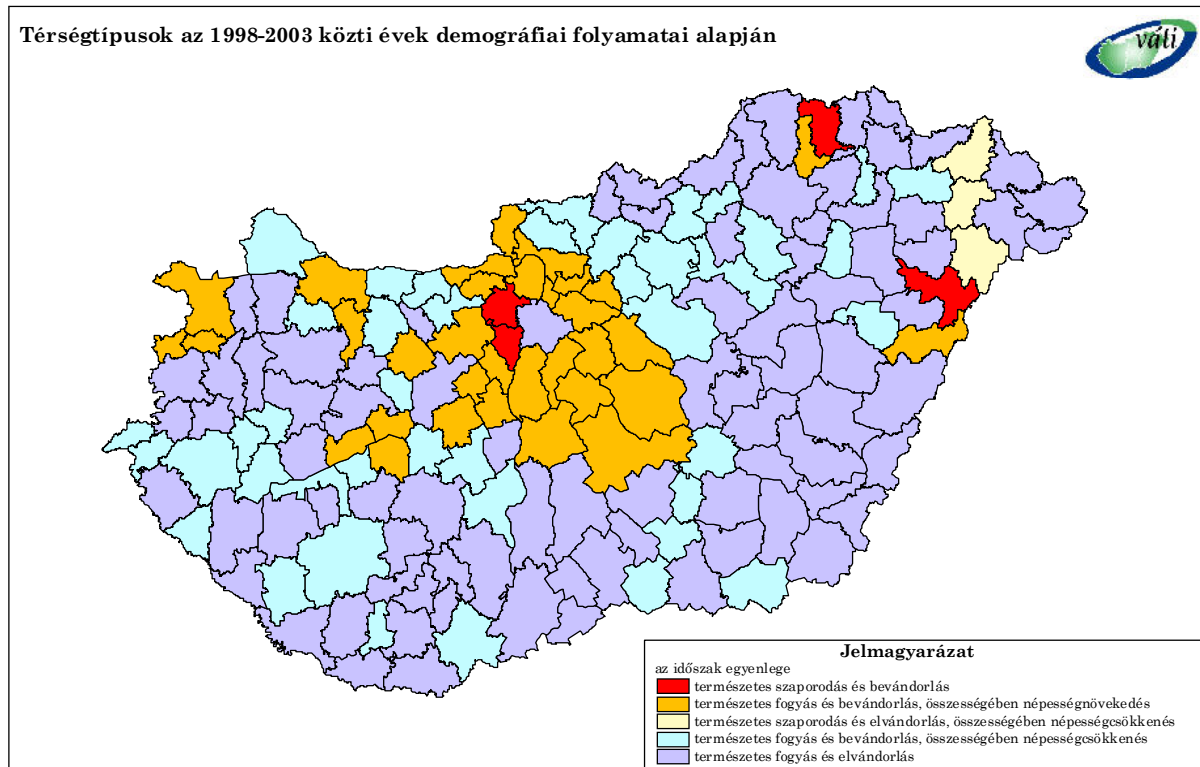 Térségtípusok az 1998-2003 közti évek demográfiai folyamatai alapján
váti
Jelmagyarázat
az időszak egyenlege
természetes szaporodás és bevándorlás
természetes fogyás és bevándorlás, összességében népességnövekedés
természetes szaporodás és elvándorlás, összességében népességcsökkenés
természetes fogyás és bevándorlás, összességében népességcsökkenés
természetes fogyás és elvándorlás